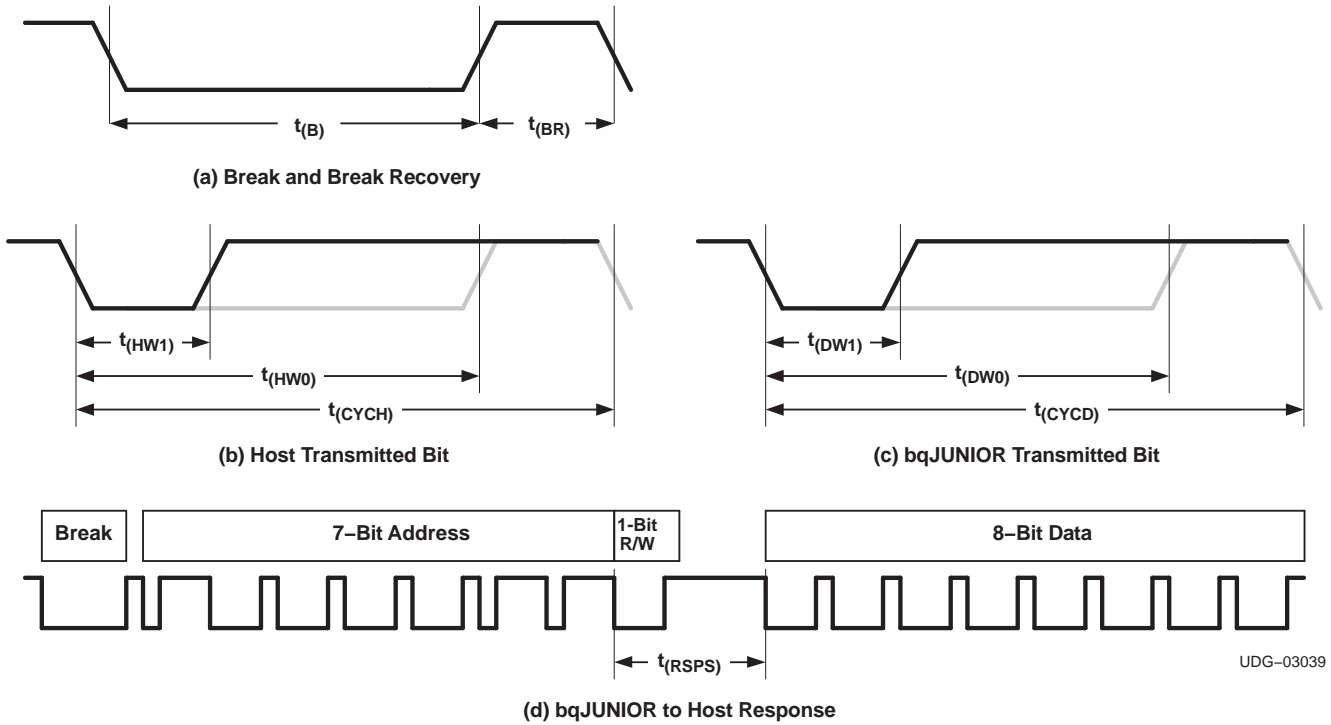 t(B)
t(BR)
(a) Break and Break Recovery
t(HW1)
t(HW0)
t(CYCH)
(b) Host Transmitted Bit
t(DW1)
t(DW0)
t(CYCD)
(c) bqJUNIOR Transmitted Bit
Break
7–Bit Address
1-Bit
R/W
8–Bit Data
t(RSPS)
UDG–03039
(d) bqJUNIOR to Host Response